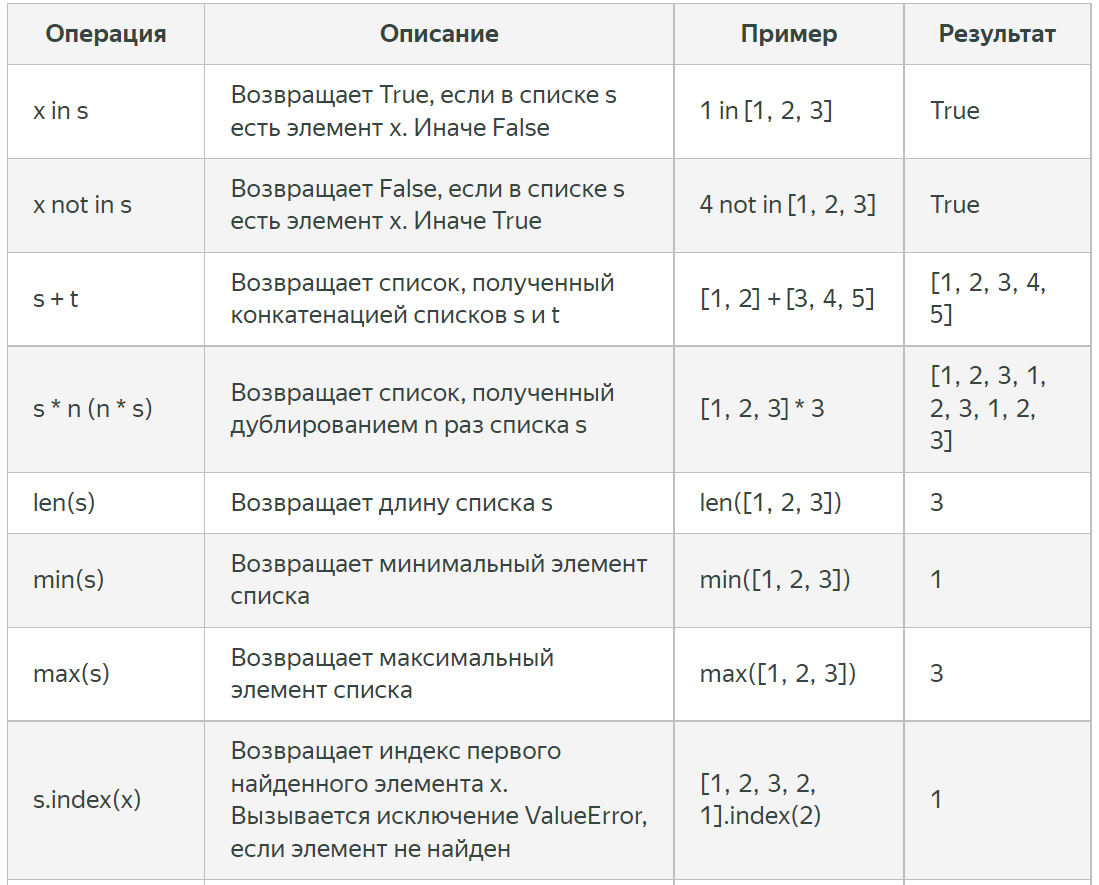 Операция Описание Пример Результат
x in s
Возвращает True, если в списке s
есть элемент x. Иначе False
1 in [1, 2, 3]
True
x not in s
Возвращает False, если в списке s
есть элемент x. Иначе True
4 not in [1, 2, 3]
True
s + t
Возвращает список, полученный
конкатенацией списков s и t
[1, 2] + [3, 4, 5]
[1, 2, 3, 4,
5]
s * n (n * s)
Возвращает список, полученный
дублированием n раз списка s
[1, 2, 3] * 3
[1, 2, 3, 1,
2, 3, 1, 2,
3]
len(s)
Возвращает длину списка s
len([1, 2, 3])
3
min(s)
Возвращает минимальный элемент
списка
min([1, 2, 3])
1
max(s)
Возвращает максимальный
элемент списка
max([1, 2, 3])
3
s.index(x)
Возвращает индекс первого
найденного элемента x.
Вызывается исключение ValueError,
если элемент не найден
[1, 2, 3, 2,
1].index(2)
1